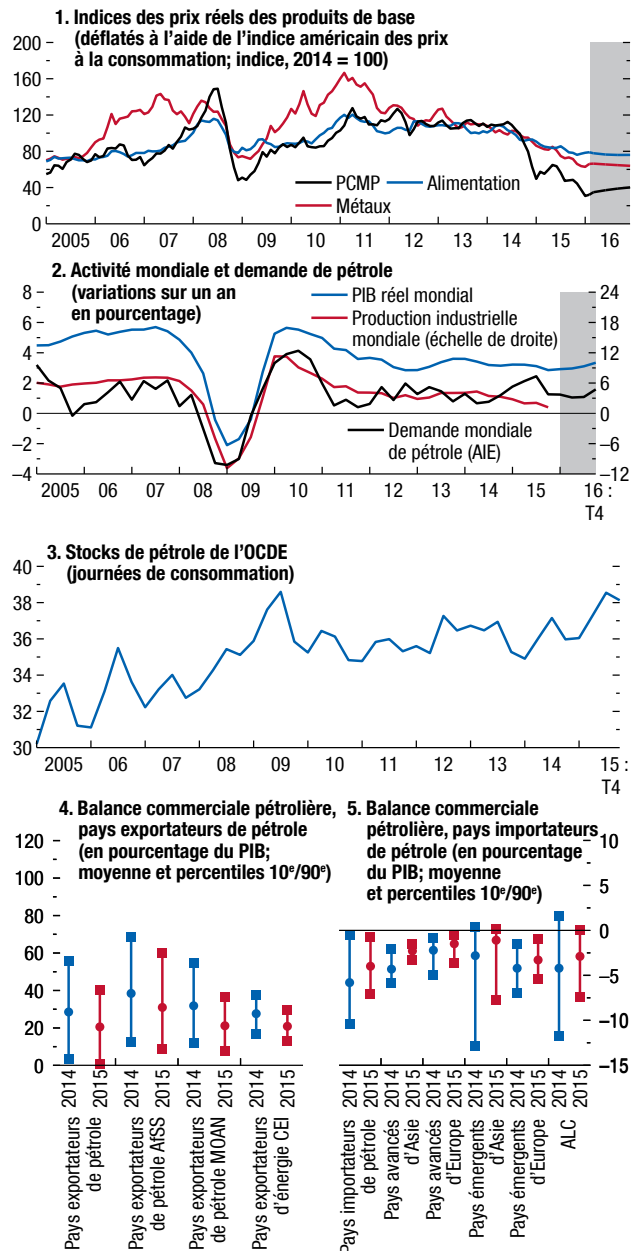 1. Indices des prix réels des produits de base
(déflatés à l'aide de l'indice américain des prix
à la consommation; indice, 2014 = 100)
200
160
120
80
40
0
PCMP
Alimentation
Métaux
2005 06 07 08 09 10 11 12 13 14 15 16
2. Activité mondiale et demande de pétrole
(variations sur un an
en pourcentage)
PIB réel mondial
Production industrielle
mondiale (échelle de droite)
Demande mondiale
de pétrole (AIE)
8
6
4
2
0
–2
–4
24
18
12
6
0
–6
–12
2005 06 07 08 09 10 11 12 13 14 15 16 :
T4
3. Stocks de pétrole de l'OCDE
(journées de consommation)
40
38
36
34
32
30
2005 06 07 08 09 10 11 12 13 14 15 :
T4
4. Balance commerciale pétrolière,
pays exportateurs de pétrole
(en pourcentage du PIB;
moyenne et percentiles 10e/90e)
120
100
80
60
40
20
0
2014
2015
2014
2015
2014
2015
2014
2015
Pays exportateurs
de pétrole
Pays exportateurs
de pétrole AfSS
Pays exportateurs
de pétrole MOAN
Pays exportateurs
d'énergie CEI
5. Balance commerciale
pétrolière, pays importateurs
de pétrole (en pourcentage
du PIB; moyenne
et percentiles 10e/90e)
10
5
0
–5
–10
–15
2014
2015
2014
2015
2014
2015
2014
2015
2014
2015
2014
2015
Pays importateurs
de pétrole
Pays avancés
d'Asie
Pays avancés
d'Europe
Pays émergents
d'Asie
Pays émergents
d'Europe
ALC